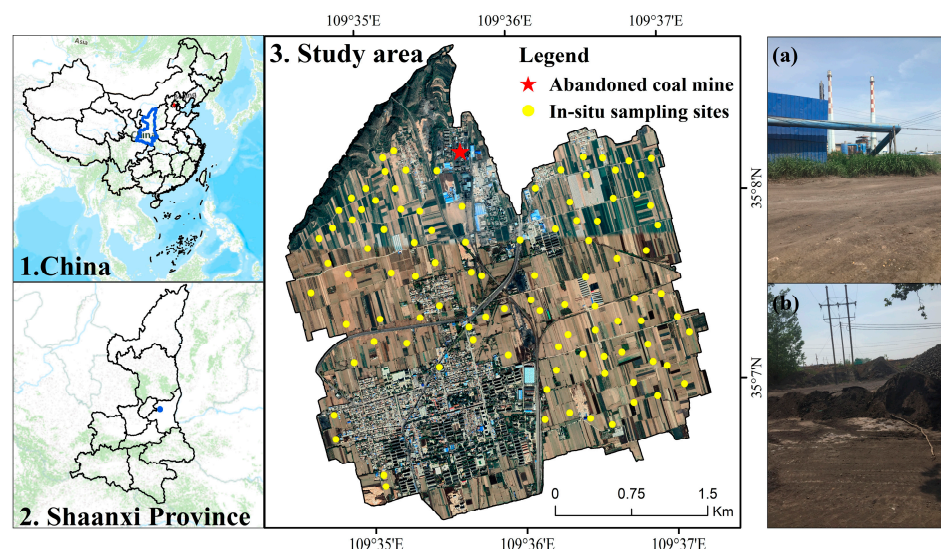 109°35'E 109°36'E 109°37'E
Asia
China
1.China
2. Shaanxi Province
3. Study area
Legend
Abandoned coal mine
In-situ sampling sites
35°8'N
35°7'N
0 0.75 1.5
Km
109°35'E 109°36'E 109°37'E
(a)
(b)